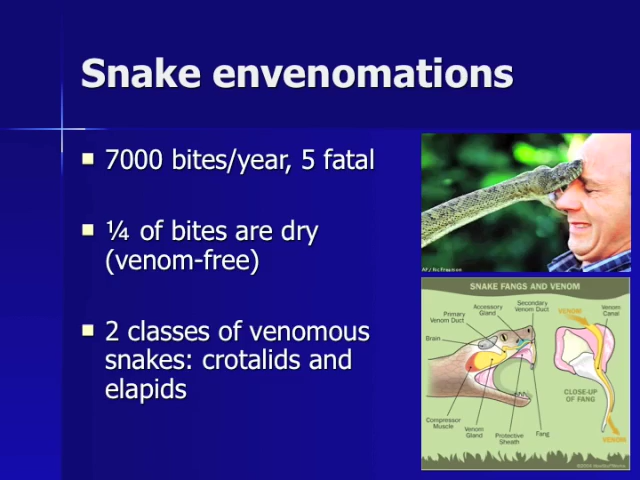 Snake envenomations
7000 bites/year, 5 fatal
¼ of bites are dry
(venom-free)
2 classes of venomous
snakes: crotalids and
elapids
SNAKE FANGS AND VENOM
Accessory
Gland
Secondary
Venom Duct
Primary
Venom Duct
Brain
VENOM
Venom
Canal
CLOSE-UP
OF FANG
Compressor
Muscle
Venom
Gland
Protective
Sheath
Fang
VENOM